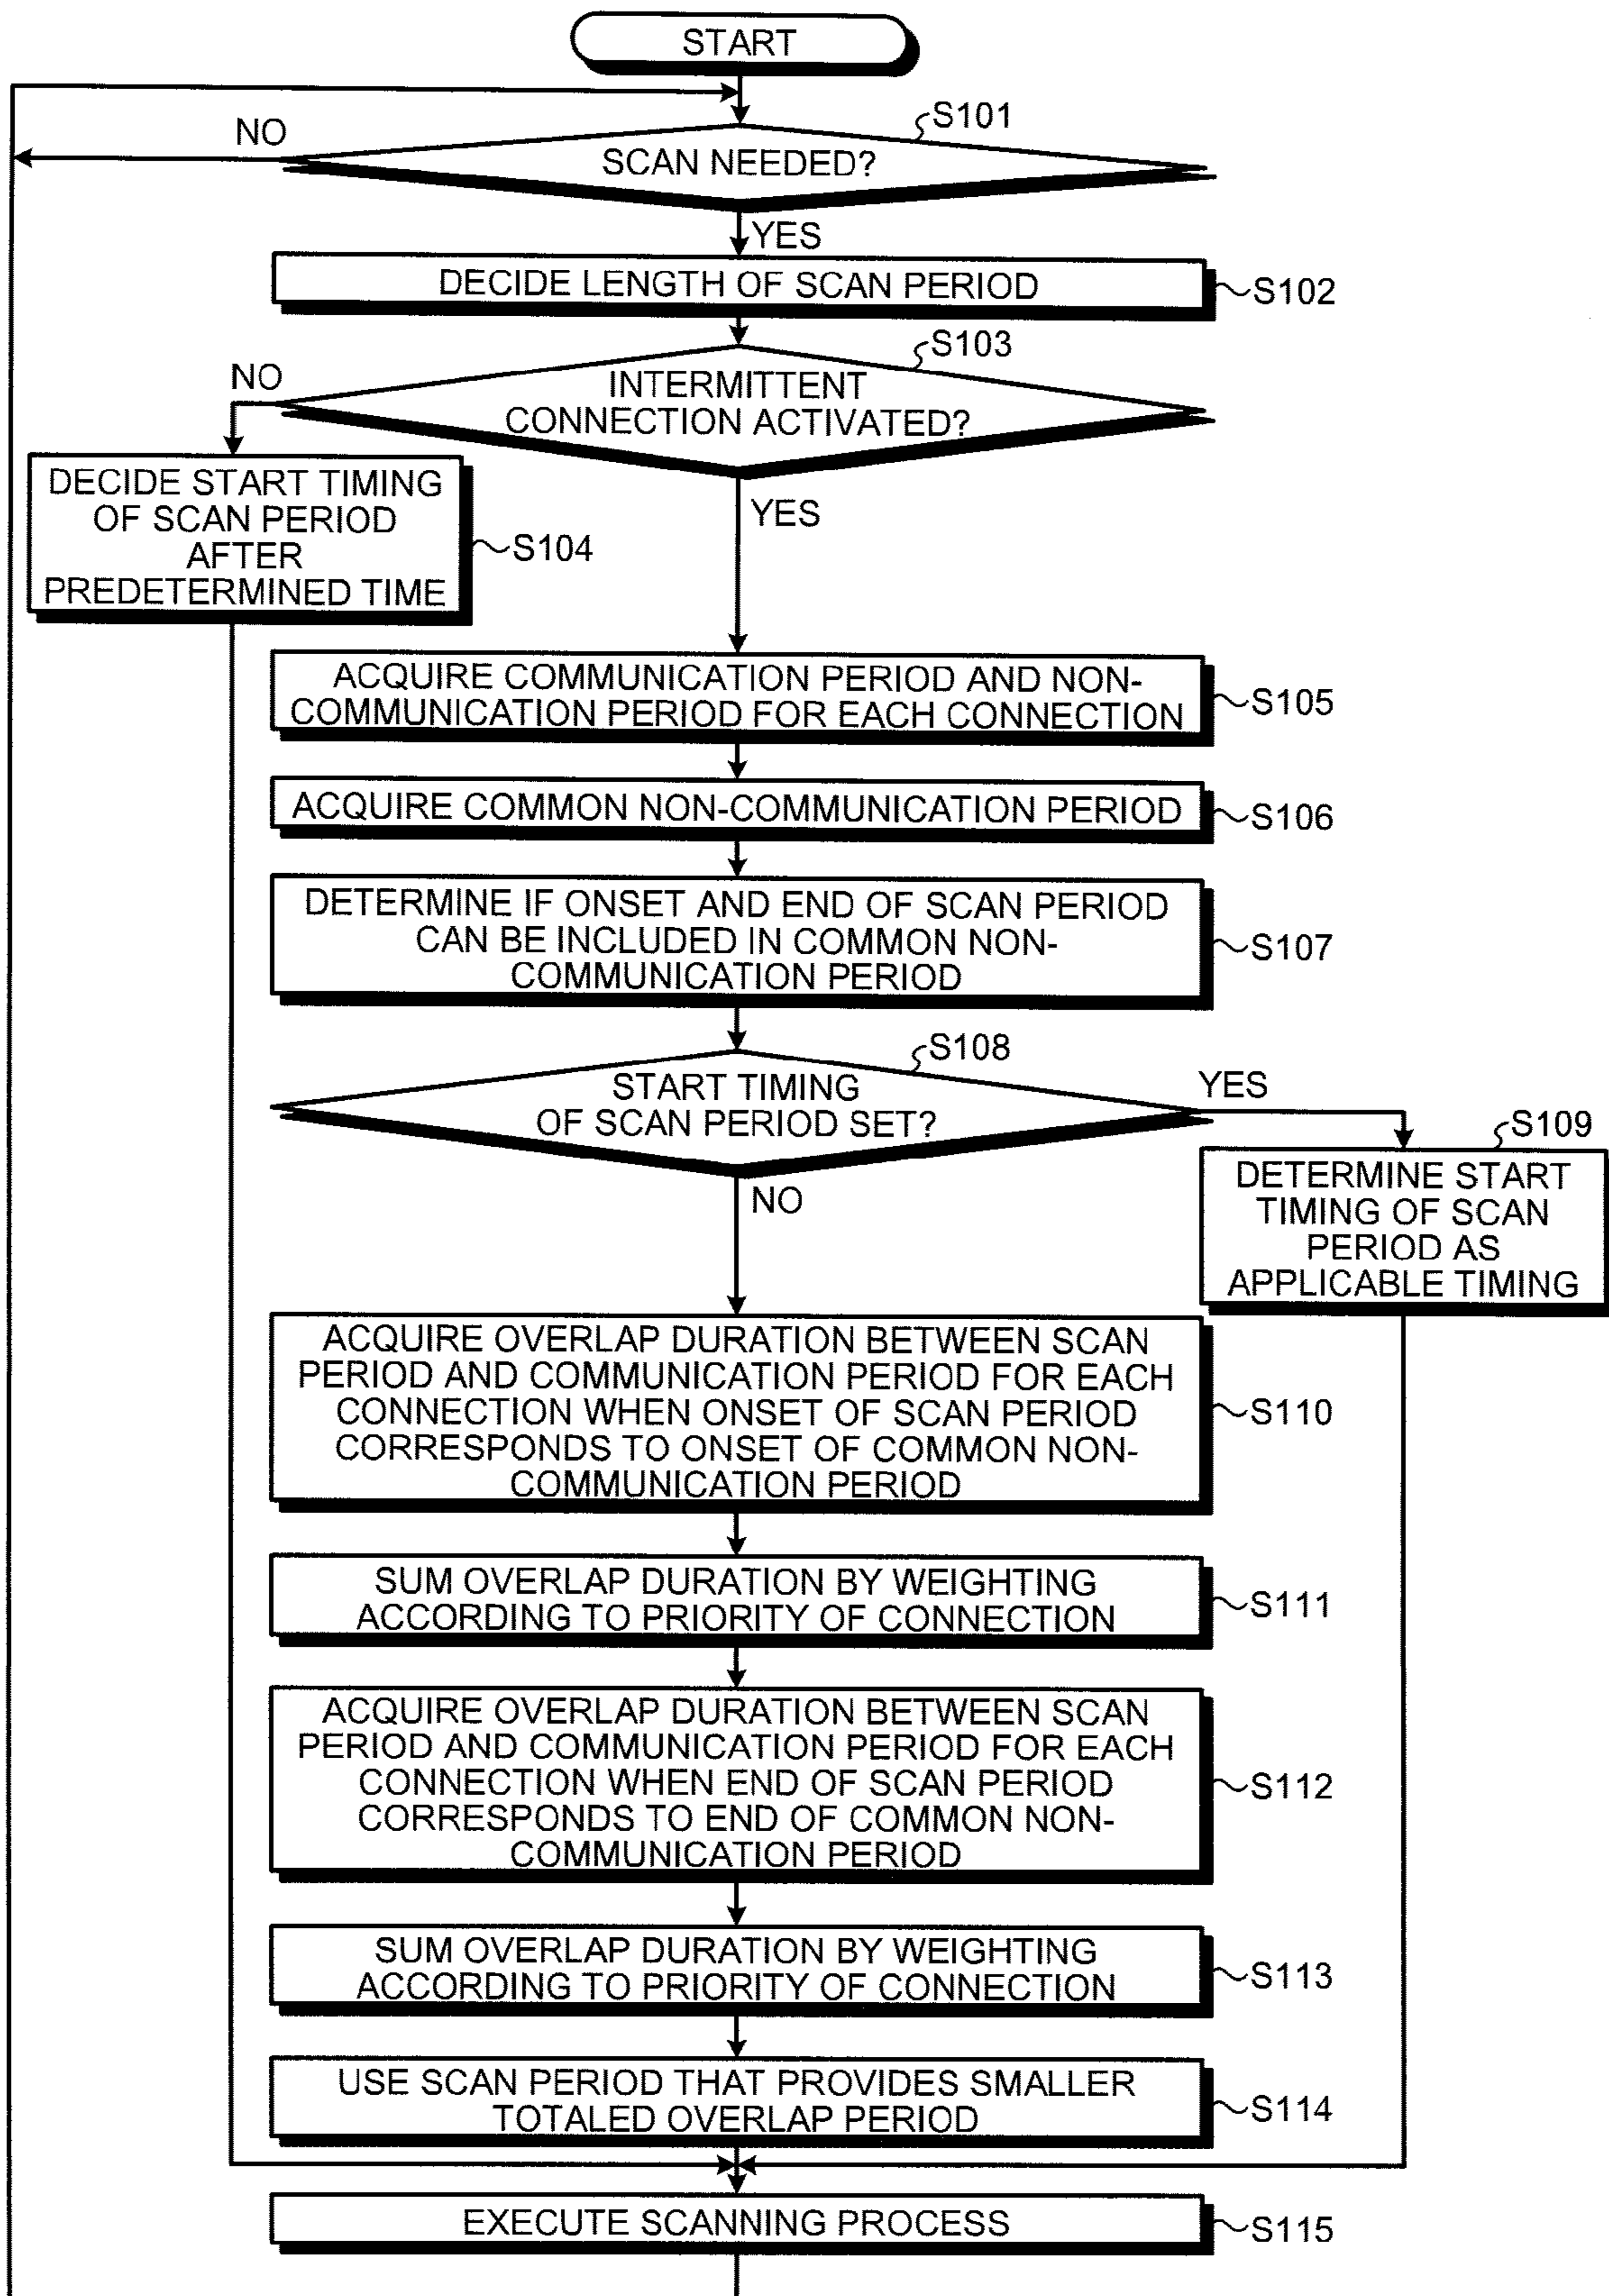 START
S101
NO
SCAN NEEDED?
YES
DECIDE LENGTH OF SCAN PERIOD
S102
S103
NO
INTERMITTENT
CONNECTION ACTIVATED?
YES
DECIDE START TIMING
OF SCAN PERIOD
AFTER
PREDETERMINED TIME
S104
ACQUIRE COMMUNICATION PERIOD AND NON-
COMMUNICATION PERIOD FOR EACH CONNECTION
S105
ACQUIRE COMMON NON-COMMUNICATION PERIOD
S106
DETERMINE IF ONSET AND END OF SCAN PERIOD
CAN BE INCLUDED IN COMMON NON-
COMMUNICATION PERIOD
S107
S108
START TIMING
OF SCAN PERIOD SET?
YES
NO
S109
DETERMINE START
TIMING OF SCAN
PERIOD AS
APPLICABLE TIMING
ACQUIRE OVERLAP DURATION BETWEEN SCAN
PERIOD AND COMMUNICATION PERIOD FOR EACH
CONNECTION WHEN ONSET OF SCAN PERIOD
CORRESPONDS TO ONSET OF COMMON NON-
COMMUNICATION PERIOD
S110
SUM OVERLAP DURATION BY WEIGHTING
ACCORDING TO PRIORITY OF CONNECTION
S111
ACQUIRE OVERLAP DURATION BETWEEN SCAN
PERIOD AND COMMUNICATION PERIOD FOR EACH
CONNECTION WHEN END OF SCAN PERIOD
CORRESPONDS TO END OF COMMON NON-
COMMUNICATION PERIOD
S112
SUM OVERLAP DURATION BY WEIGHTING
ACCORDING TO PRIORITY OF CONNECTION
S113
USE SCAN PERIOD THAT PROVIDES SMALLER
TOTALED OVERLAP PERIOD
S114
EXECUTE SCANNING PROCESS
S115